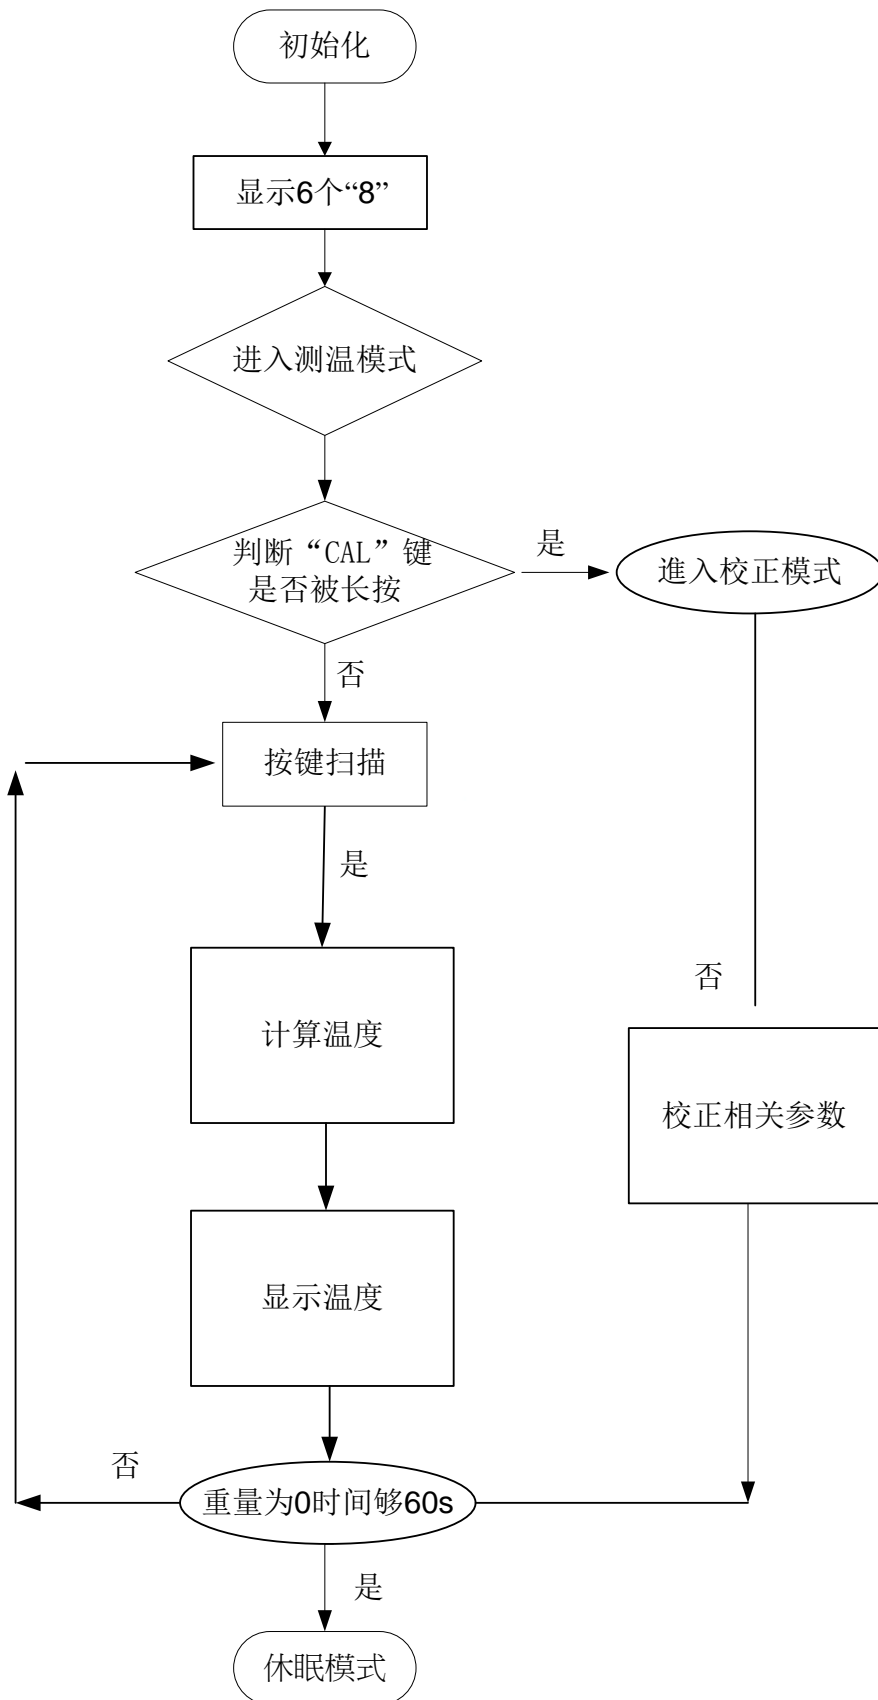 初始化
显示6个“8”
进入测温模式
判断“CAL”键
是否被长按
是
進入校正模式
否
按键扫描
是
计算温度
否
校正相关参数
显示温度
否
重量为0时间够60s
是
休眠模式